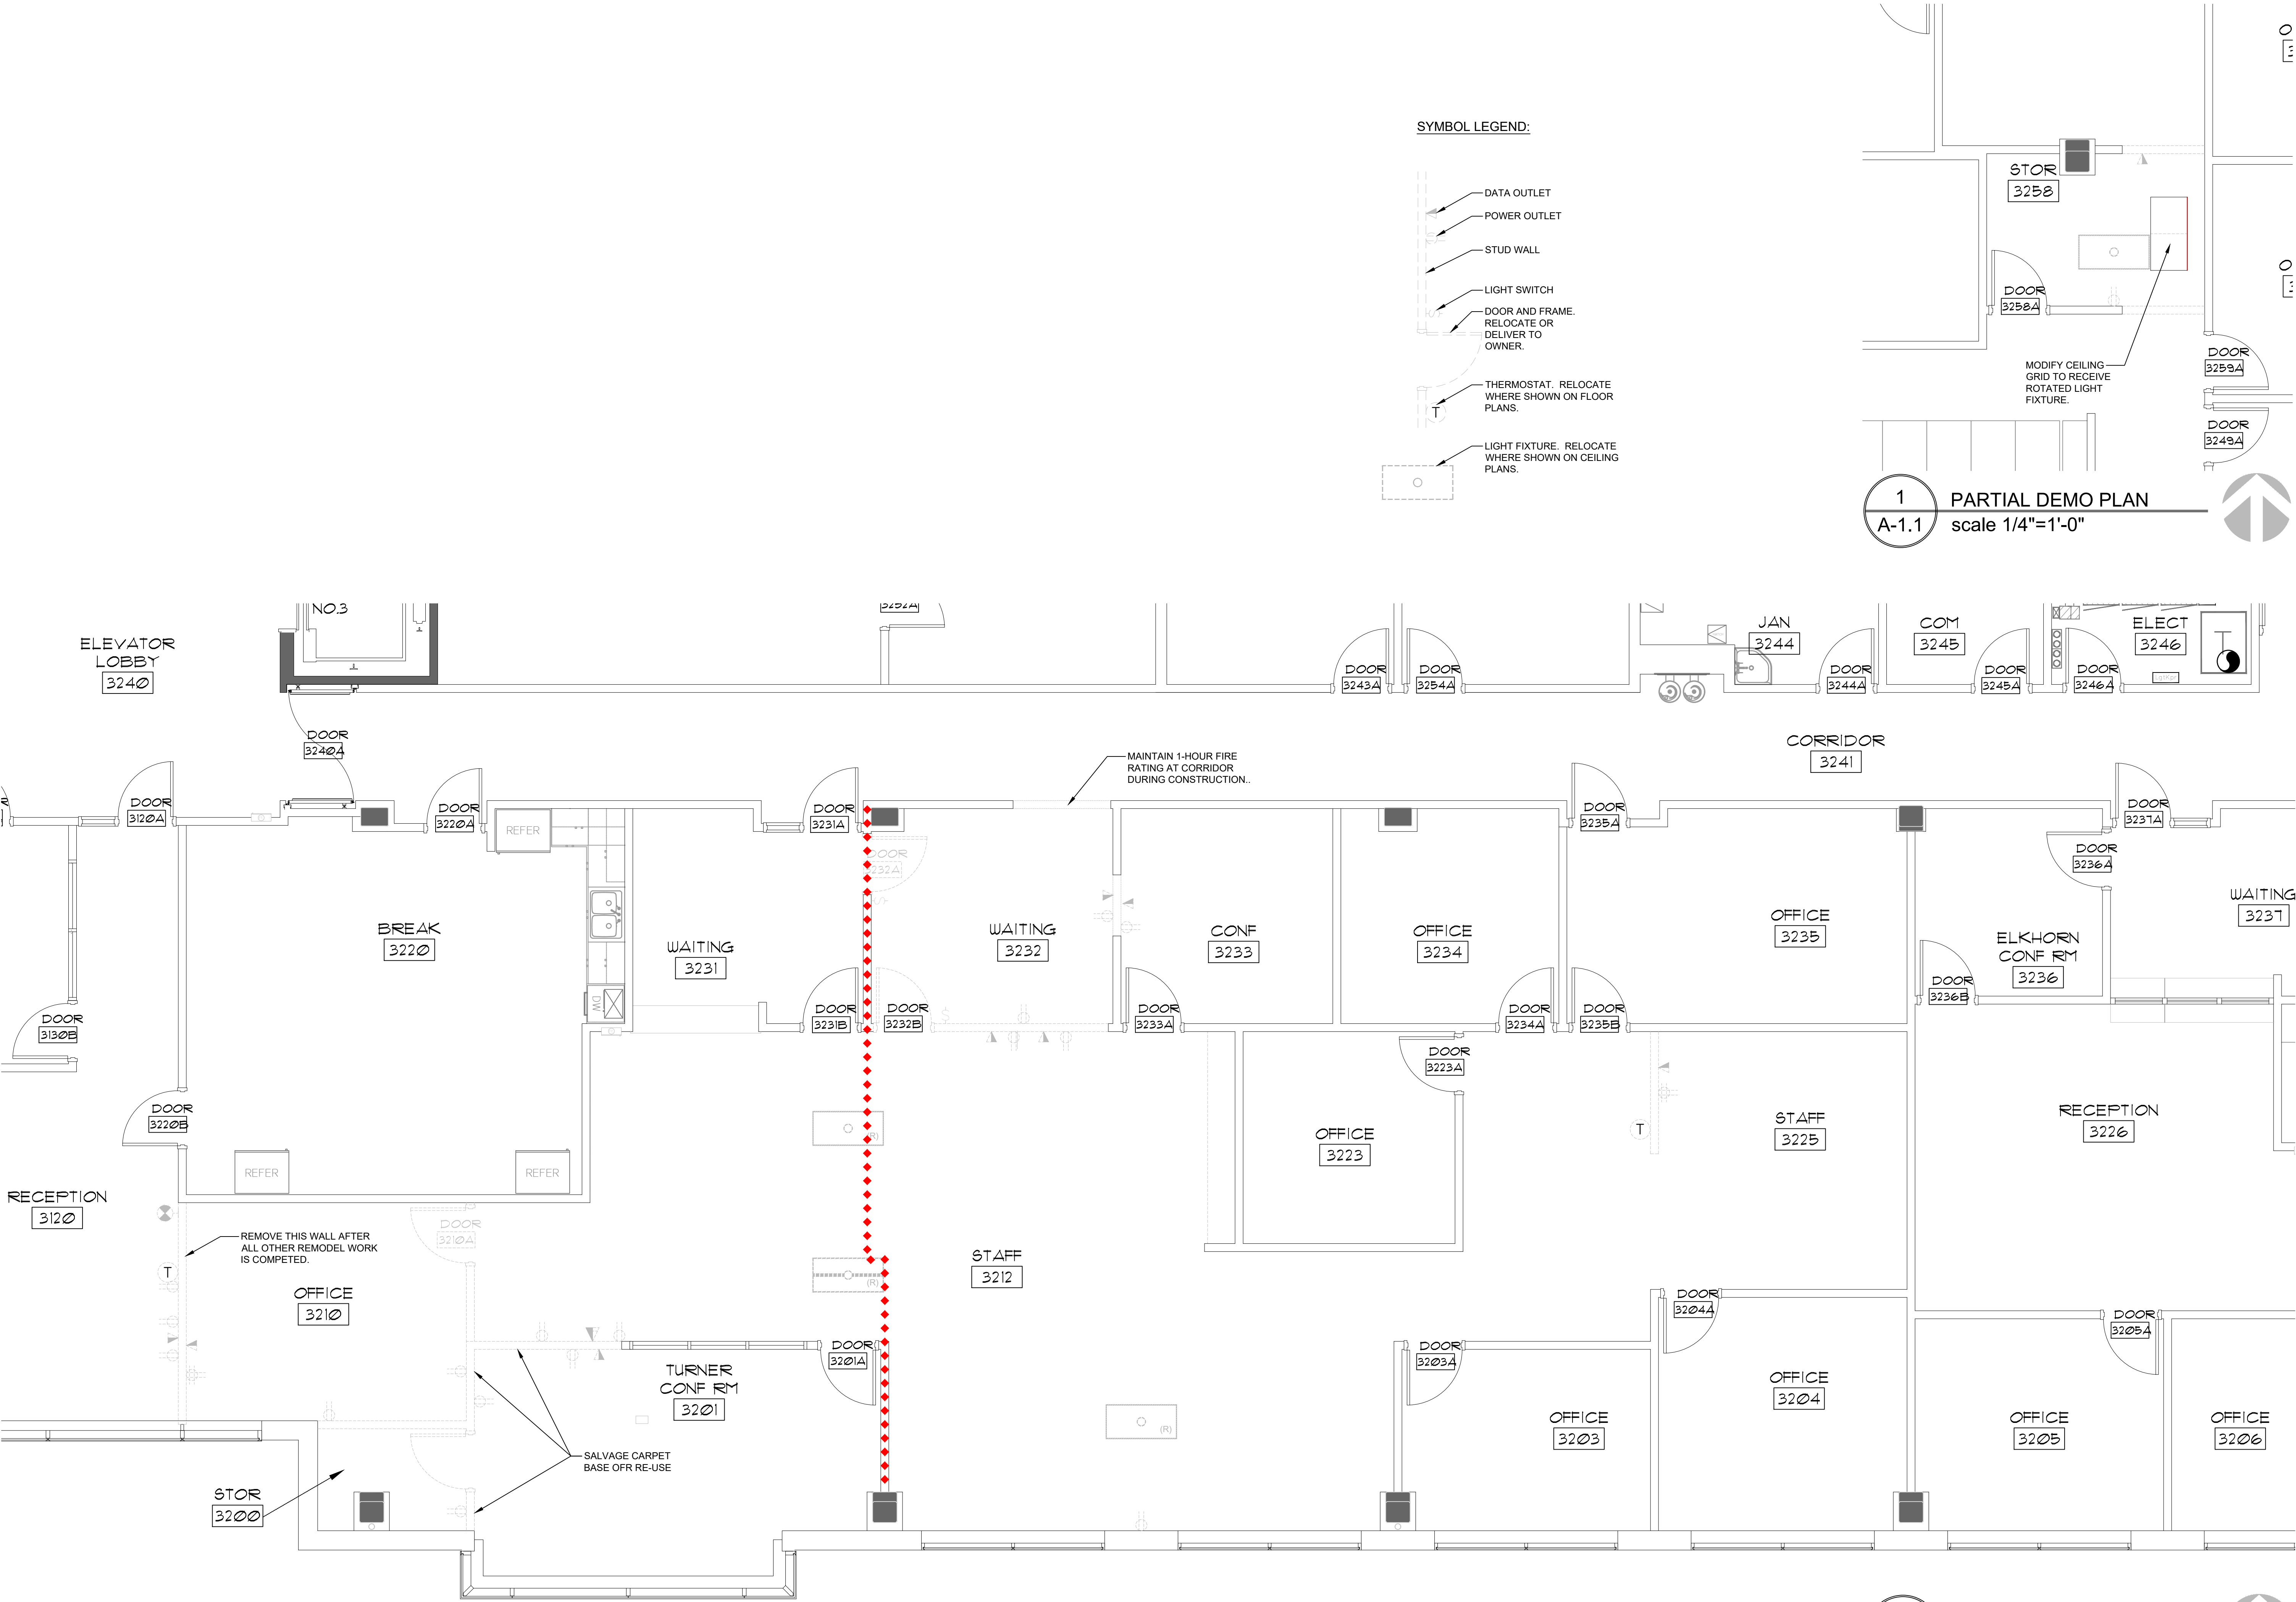 SYMBOL LEGEND:
DATA OUTLET
POWER OUTLET
STUD WALL
LIGHT SWITCH
DOOR AND FRAME.
RELOCATE OR
DELIVER TO
OWNER.
THERMOSTAT. RELOCATE
WHERE SHOWN ON FLOOR
PLANS.
T
LIGHT FIXTURE. RELOCATE
WHERE SHOWN ON CEILING
PLANS.
STOR
3258
DOOR
3258A
MODIFY CEILING
GRID TO RECEIVE
ROTATED LIGHT
FIXTURE.
DOOR
3259A
DOOR
3249A
1
A-1.1
PARTIAL DEMO PLAN
scale 1/4"=1'-0"
NO.3
3252A
ELEVATOR
LOBBY
3240
DOOR
3240A
DOOR
3243A
DOOR
3254A
JAN
3244
DOOR
3244A
COM
3245
DOOR
3245A
ELECT
3246
DOOR
3246A
LgtKpr
CORRIDOR
3241
MAINTAIN 1-HOUR FIRE
RATING AT CORRIDOR
DURING CONSTRUCTION..
DOOR
3120A
DOOR
3220A
REFER
DOOR
3231A
DOOR
3232A
DOOR
3235A
DOOR
3237A
DOOR
3236A
BREAK
3220
WAITING
3231
WAITING
3232
CONF
3233
OFFICE
3234
OFFICE
3235
ELKHORN
CONF RM
3236
WAITING
3237
DW
DOOR
3130B
DOOR
3231B
DOOR
3232B
DOOR
3233A
DOOR
3234A
DOOR
3235B
DOOR
3236B
DOOR
3220B
DOOR
3223A
(R)
OFFICE
3223
T
STAFF
3225
RECEPTION
3226
REFER
REFER
RECEPTION
3120
REMOVE THIS WALL AFTER
ALL OTHER REMODEL WORK
IS COMPETED.
DOOR
3210A
T
OFFICE
3210
(R)
STAFF
3212
DOOR
3204A
DOOR
3205A
DOOR
3201A
DOOR
3203A
TURNER
CONF RM
3201
(R)
OFFICE
3203
OFFICE
3204
OFFICE
3205
OFFICE
3206
SALVAGE CARPET
BASE OFR RE-USE
STOR
3200